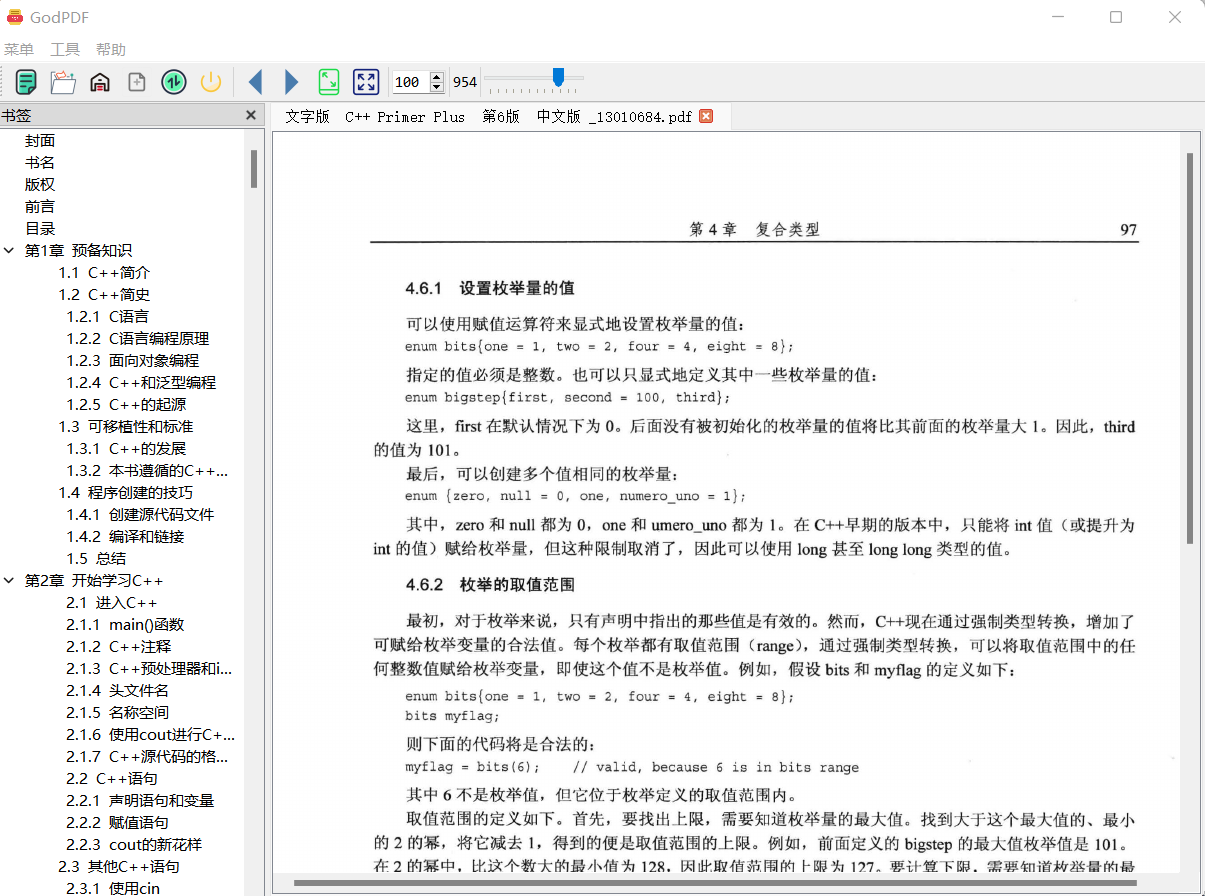 GodPDF
菜单 工具 帮助
100 954
书签
文字版 C++ Primer Plus 第6版 中文版 _13010684.pdf
封面
书名
版权
前言
目录
第1章 预备知识
1.1 C++简介
1.2 C++简史
1.2.1 C语言
1.2.2 C语言编程原理
1.2.3 面向对象编程
1.2.4 C++和泛型编程
1.2.5 C++的起源
1.3 可移植性和标准
1.3.1 C++的发展
1.3.2 本书遵循的C++...
1.4 程序创建的技巧
1.4.1 创建源代码文件
1.4.2 编译和链接
1.5 总结
第2章 开始学习C++
2.1 进入C++
2.1.1 main()函数
2.1.2 C++注释
2.1.3 C++预处理器和i...
2.1.4 头文件名
2.1.5 名称空间
2.1.6 使用cout进行C+...
2.1.7 C++源代码的格...
2.2 C++语句
2.2.1 声明语句和变量
2.2.2 赋值语句
2.2.3 cout的新花样
2.3 其他C++语句
2.3.1 使用cin
第 4 章 复合类型 97
4.6.1 设置枚举量的值
可以使用赋值运算符来显式地设置枚举量的值：
enum bits{one = 1, two = 2, four = 4, eight = 8};
指定的值必须是整数。也可以只显式地定义其中一些枚举量的值：
enum bigstep{first, second = 100, third};
这里，first 在默认情况下为 0。后面没有被初始化的枚举量的值将比其前面的枚举量大 1。因此，third
的值为 101。
最后，可以创建多个值相同的枚举量：
enum {zero, null = 0, one, numero_uno = 1};
其中，zero 和 null 都为 0，one 和 umero_uno 都为 1。在 C++早期的版本中，只能将 int 值（或提升为
int 的值）赋给枚举量，但这种限制取消了，因此可以使用 long 甚至 long long 类型的值。
4.6.2 枚举的取值范围
最初，对于枚举来说，只有声明中指出的那些值是有效的。然而，C++现在通过强制类型转换，增加了
可赋给枚举变量的合法值。每个枚举都有取值范围（range），通过强制类型转换，可以将取值范围中的任
何整数值赋给枚举变量，即使这个值不是枚举值。例如，假设 bits 和 myflag 的定义如下：
enum bits{one = 1, two = 2, four = 4, eight = 8};
bits myflag;
则下面的代码将是合法的：
myflag = bits(6); // valid, because 6 is in bits range
其中 6 不是枚举值，但它位于枚举定义的取值范围内。
取值范围的定义如下。首先，要找出上限，需要知道枚举量的最大值。找到大于这个最大值的、最小
的 2 的幂，将它减去 1，得到的便是取值范围的上限。例如，前面定义的 bigstep 的最大值枚举值是 101。
在 2 的幂中，比这个数大的最小值为 128，因此取值范围的上限为 127。要计算下限，需要知道枚举量的最